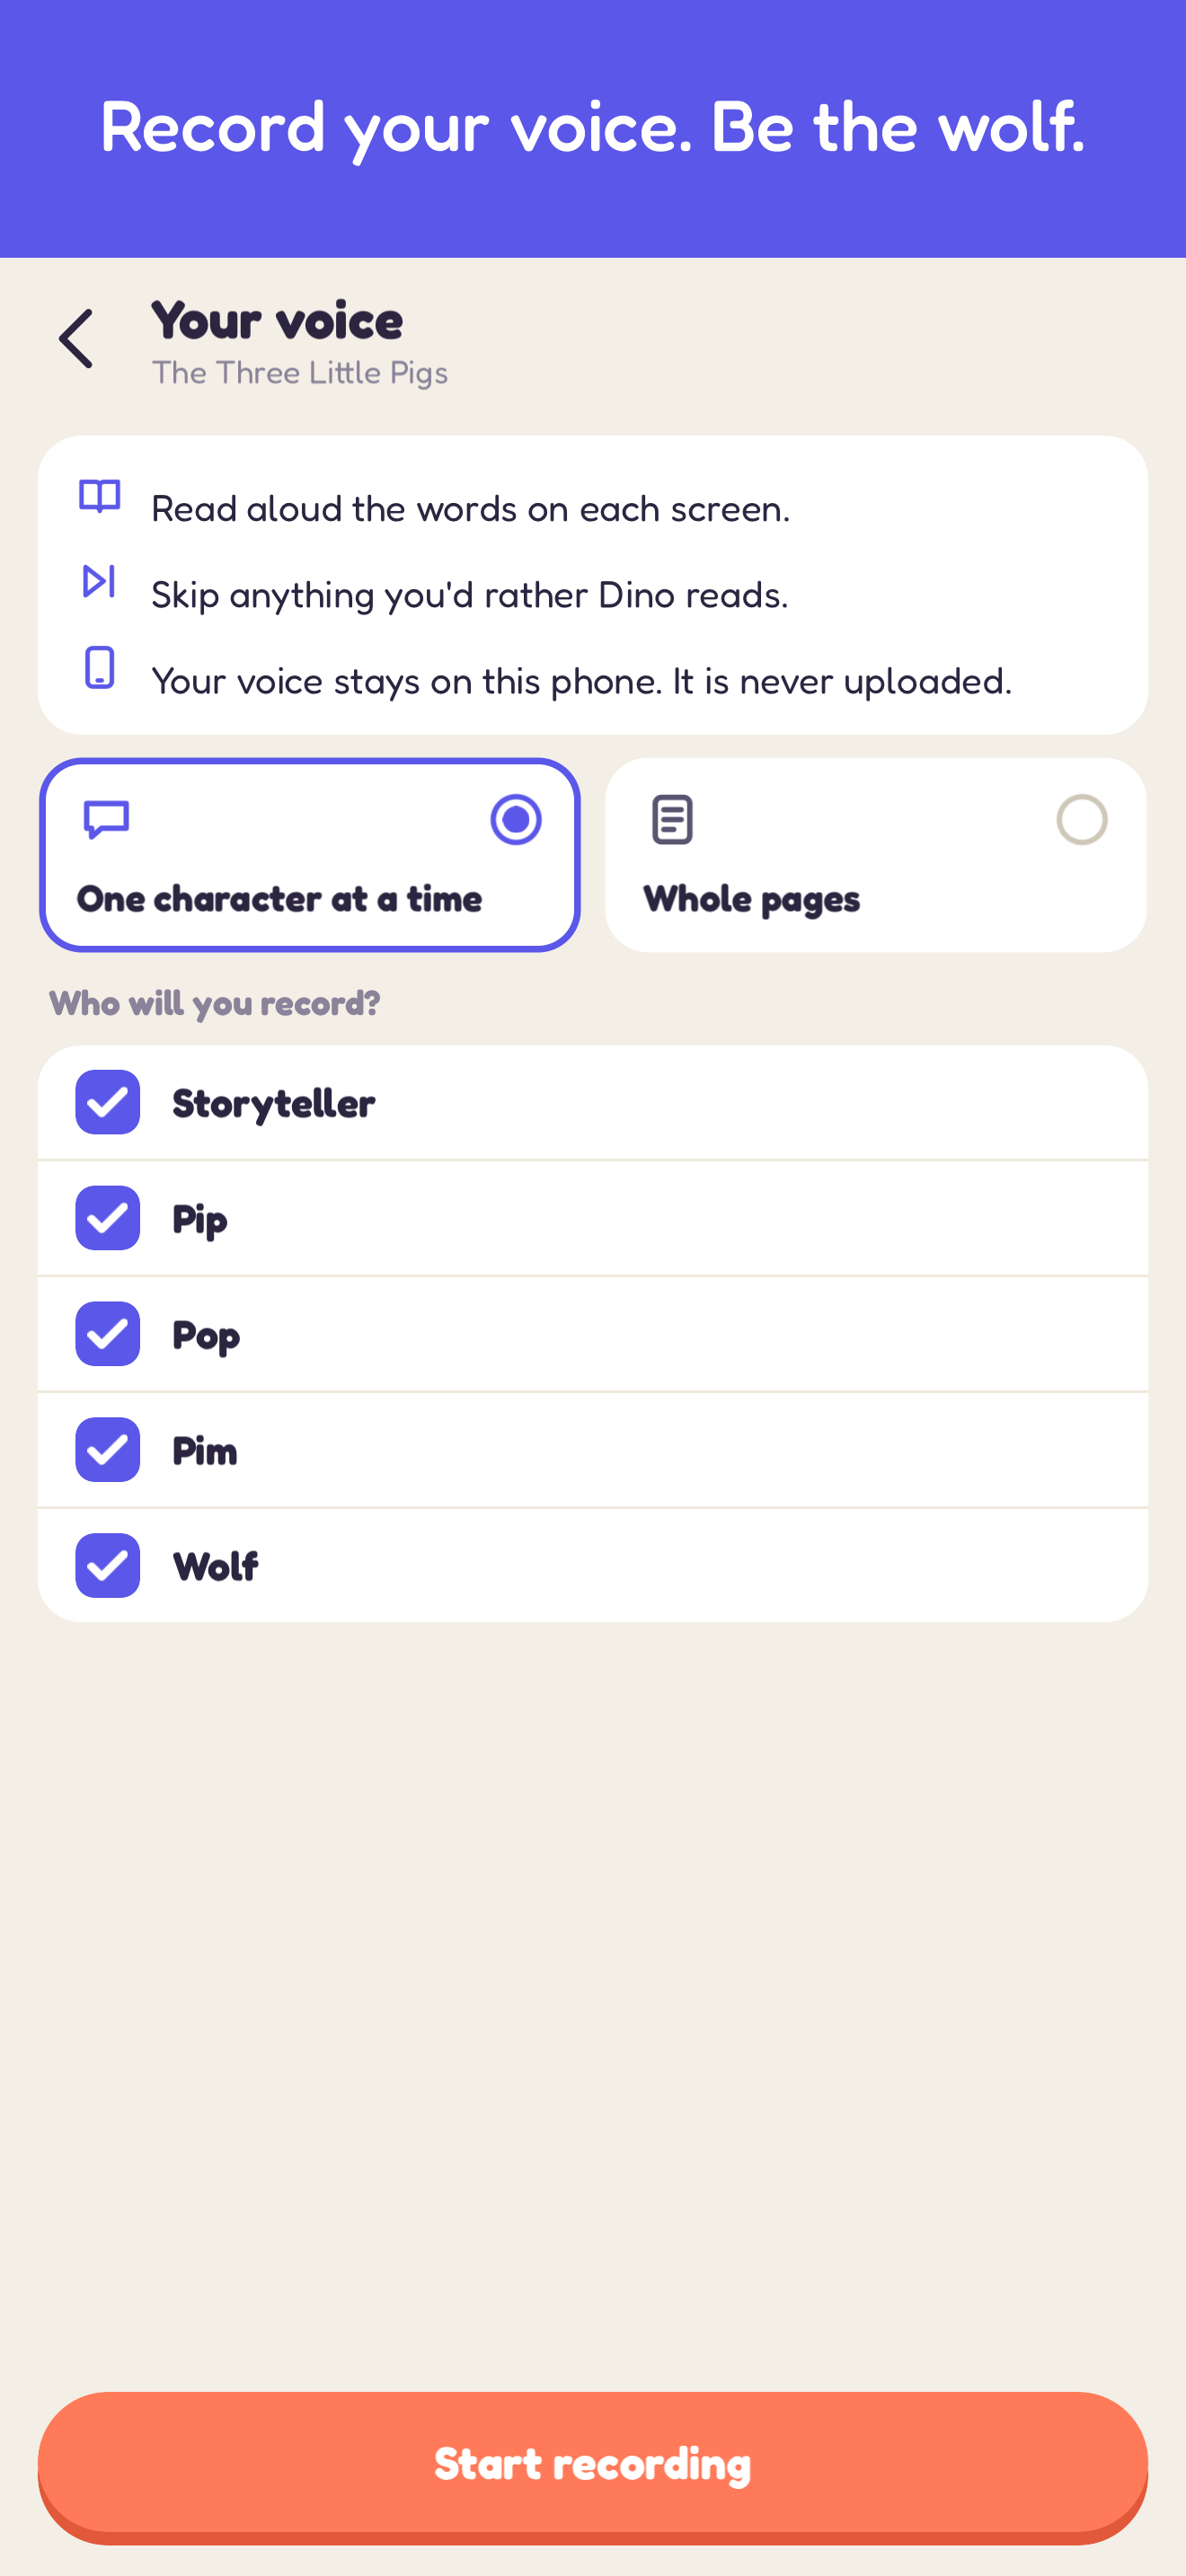 Record your voice. Be the wolf.
Your voice
The Three Little Pigs
Read aloud the words on each screen.
Skip anything you'd rather Dino reads.
Your voice stays on this phone. It is never uploaded.
One character at a time
Whole pages
Who will you record?
Storyteller
Pip
Pop
Pim
Wolf
Start recording